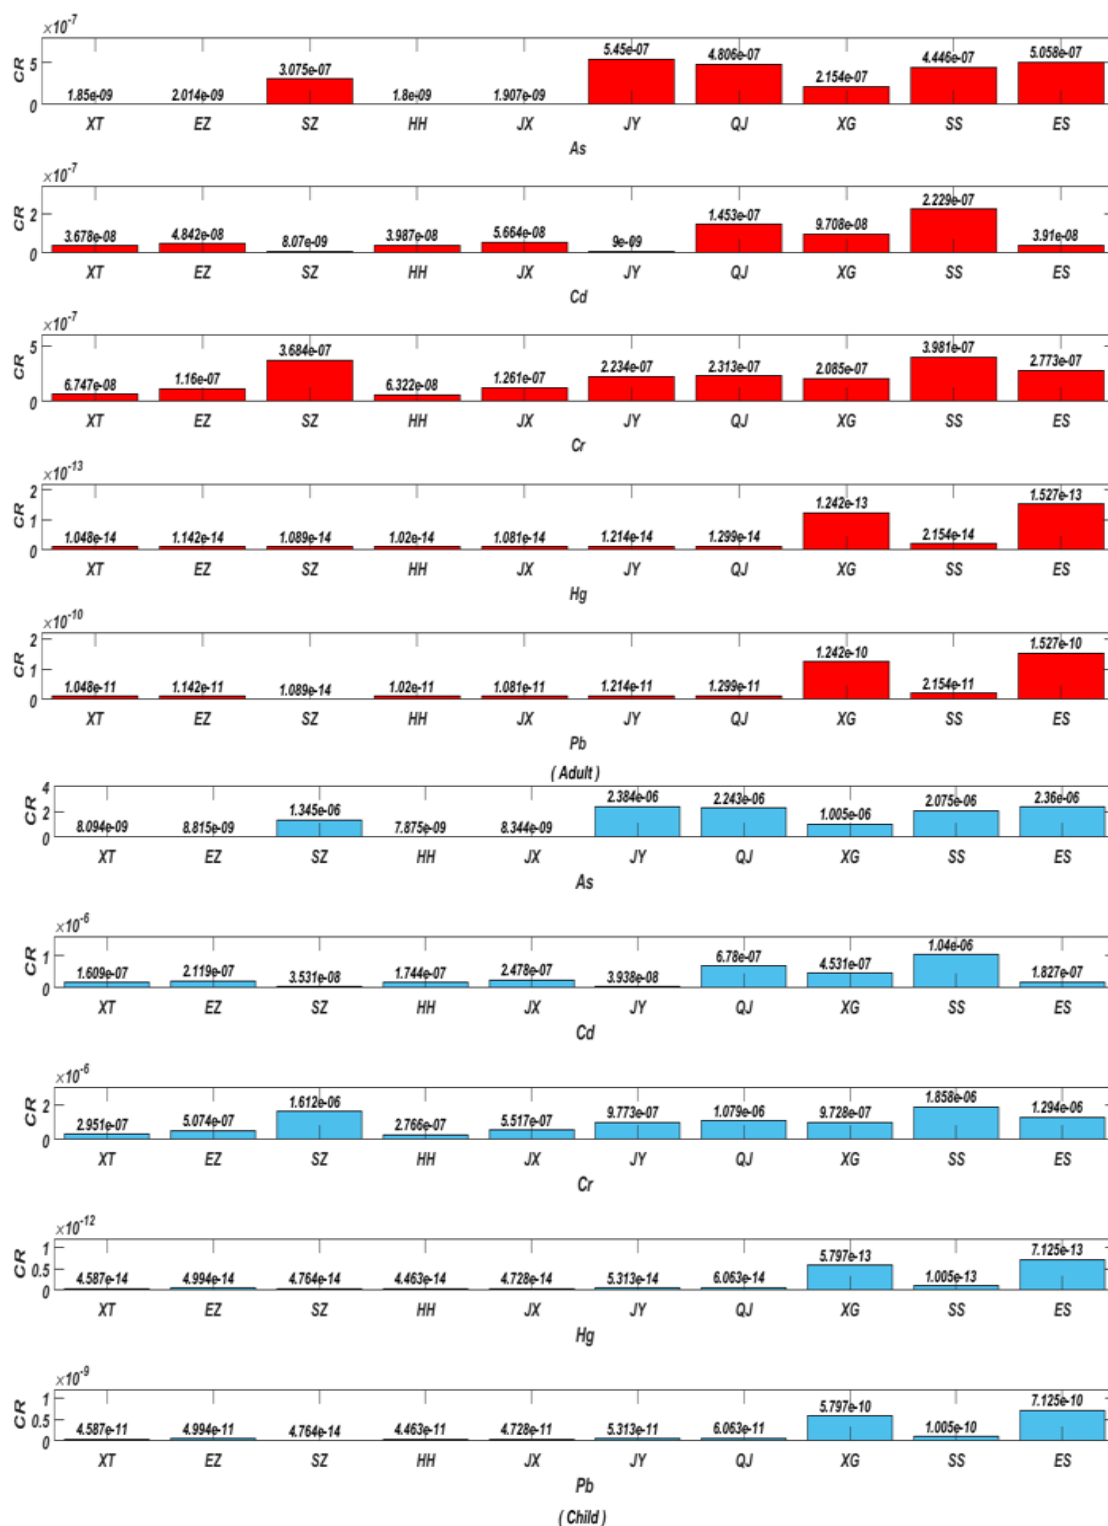 ×10-7
CR
5
0
1.85e-09 2.014e-09 3.075e-07 1.8e-09 1.907e-09 5.45e-07 4.806e-07 2.154e-07 4.446e-07 5.058e-07
XT EZ SZ HH JX JY QJ XG SS ES
As
×10-7
CR
2
0
3.678e-08 4.842e-08 8.07e-09 3.987e-08 5.664e-08 9e-09 1.453e-07 9.708e-08 2.229e-07 3.91e-08
XT EZ SZ HH JX JY QJ XG SS ES
Cd
×10-7
CR
5
0
6.747e-08 1.16e-07 3.684e-07 6.322e-08 1.261e-07 2.234e-07 2.313e-07 2.085e-07 3.981e-07 2.773e-07
XT EZ SZ HH JX JY QJ XG SS ES
Cr
×10-13
CR
2
1
0
1.048e-14 1.142e-14 1.089e-14 1.02e-14 1.081e-14 1.214e-14 1.299e-14 1.242e-13 2.154e-14 1.527e-13
XT EZ SZ HH JX JY QJ XG SS ES
Hg
×10-10
CR
2
1
0
1.048e-11 1.142e-11 1.089e-14 1.02e-11 1.081e-11 1.214e-11 1.299e-11 1.242e-10 2.154e-11 1.527e-10
XT EZ SZ HH JX JY QJ XG SS ES
Pb
( Adult )
CR
4
2
0
8.094e-09 8.815e-09 1.345e-06 7.875e-09 8.344e-09 2.384e-06 2.243e-06 1.005e-06 2.075e-06 2.36e-06
XT EZ SZ HH JX JY QJ XG SS ES
As
×10-6
CR
1
0
1.609e-07 2.119e-07 3.531e-08 1.744e-07 2.478e-07 3.938e-08 6.78e-07 4.531e-07 1.04e-06 1.827e-07
XT EZ SZ HH JX JY QJ XG SS ES
Cd
×10-6
CR
2
0
2.951e-07 5.074e-07 1.612e-06 2.766e-07 5.517e-07 9.773e-07 1.079e-06 9.728e-07 1.858e-06 1.294e-06
XT EZ SZ HH JX JY QJ XG SS ES
Cr
×10-12
CR
1
0.5
0
4.587e-14 4.994e-14 4.764e-14 4.463e-14 4.728e-14 5.313e-14 6.063e-14 5.797e-13 1.005e-13 7.125e-13
XT EZ SZ HH JX JY QJ XG SS ES
Hg
×10-9
CR
1
0.5
0
4.587e-11 4.994e-11 4.764e-14 4.463e-11 4.728e-11 5.313e-11 6.063e-11 5.797e-10 1.005e-10 7.125e-10
XT EZ SZ HH JX JY QJ XG SS ES
Pb
( Child )